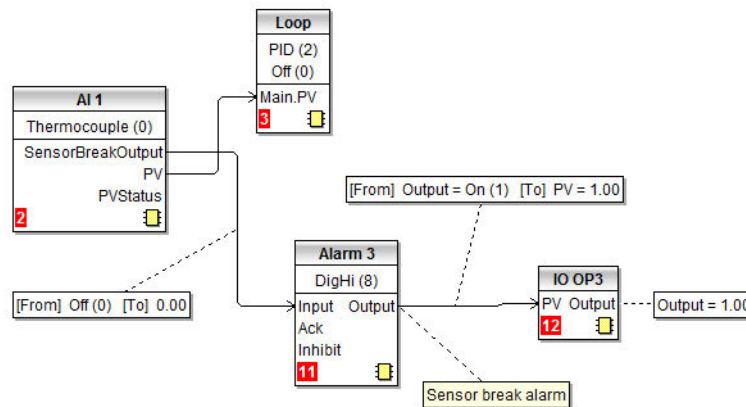 Loop
PID (2)
Off (0)
Main.PV
3
AI 1
Thermocouple (0)
SensorBreakOutput
PV
PVStatus
2
[From] Output = On (1) [To] PV = 1.00
[From] Off (0) [To] 0.00
Alarm 3
DigHi (8)
Input Output
Ack
Inhibit
11
IO OP3
PV Output
12
Output = 1.00
Sensor break alarm